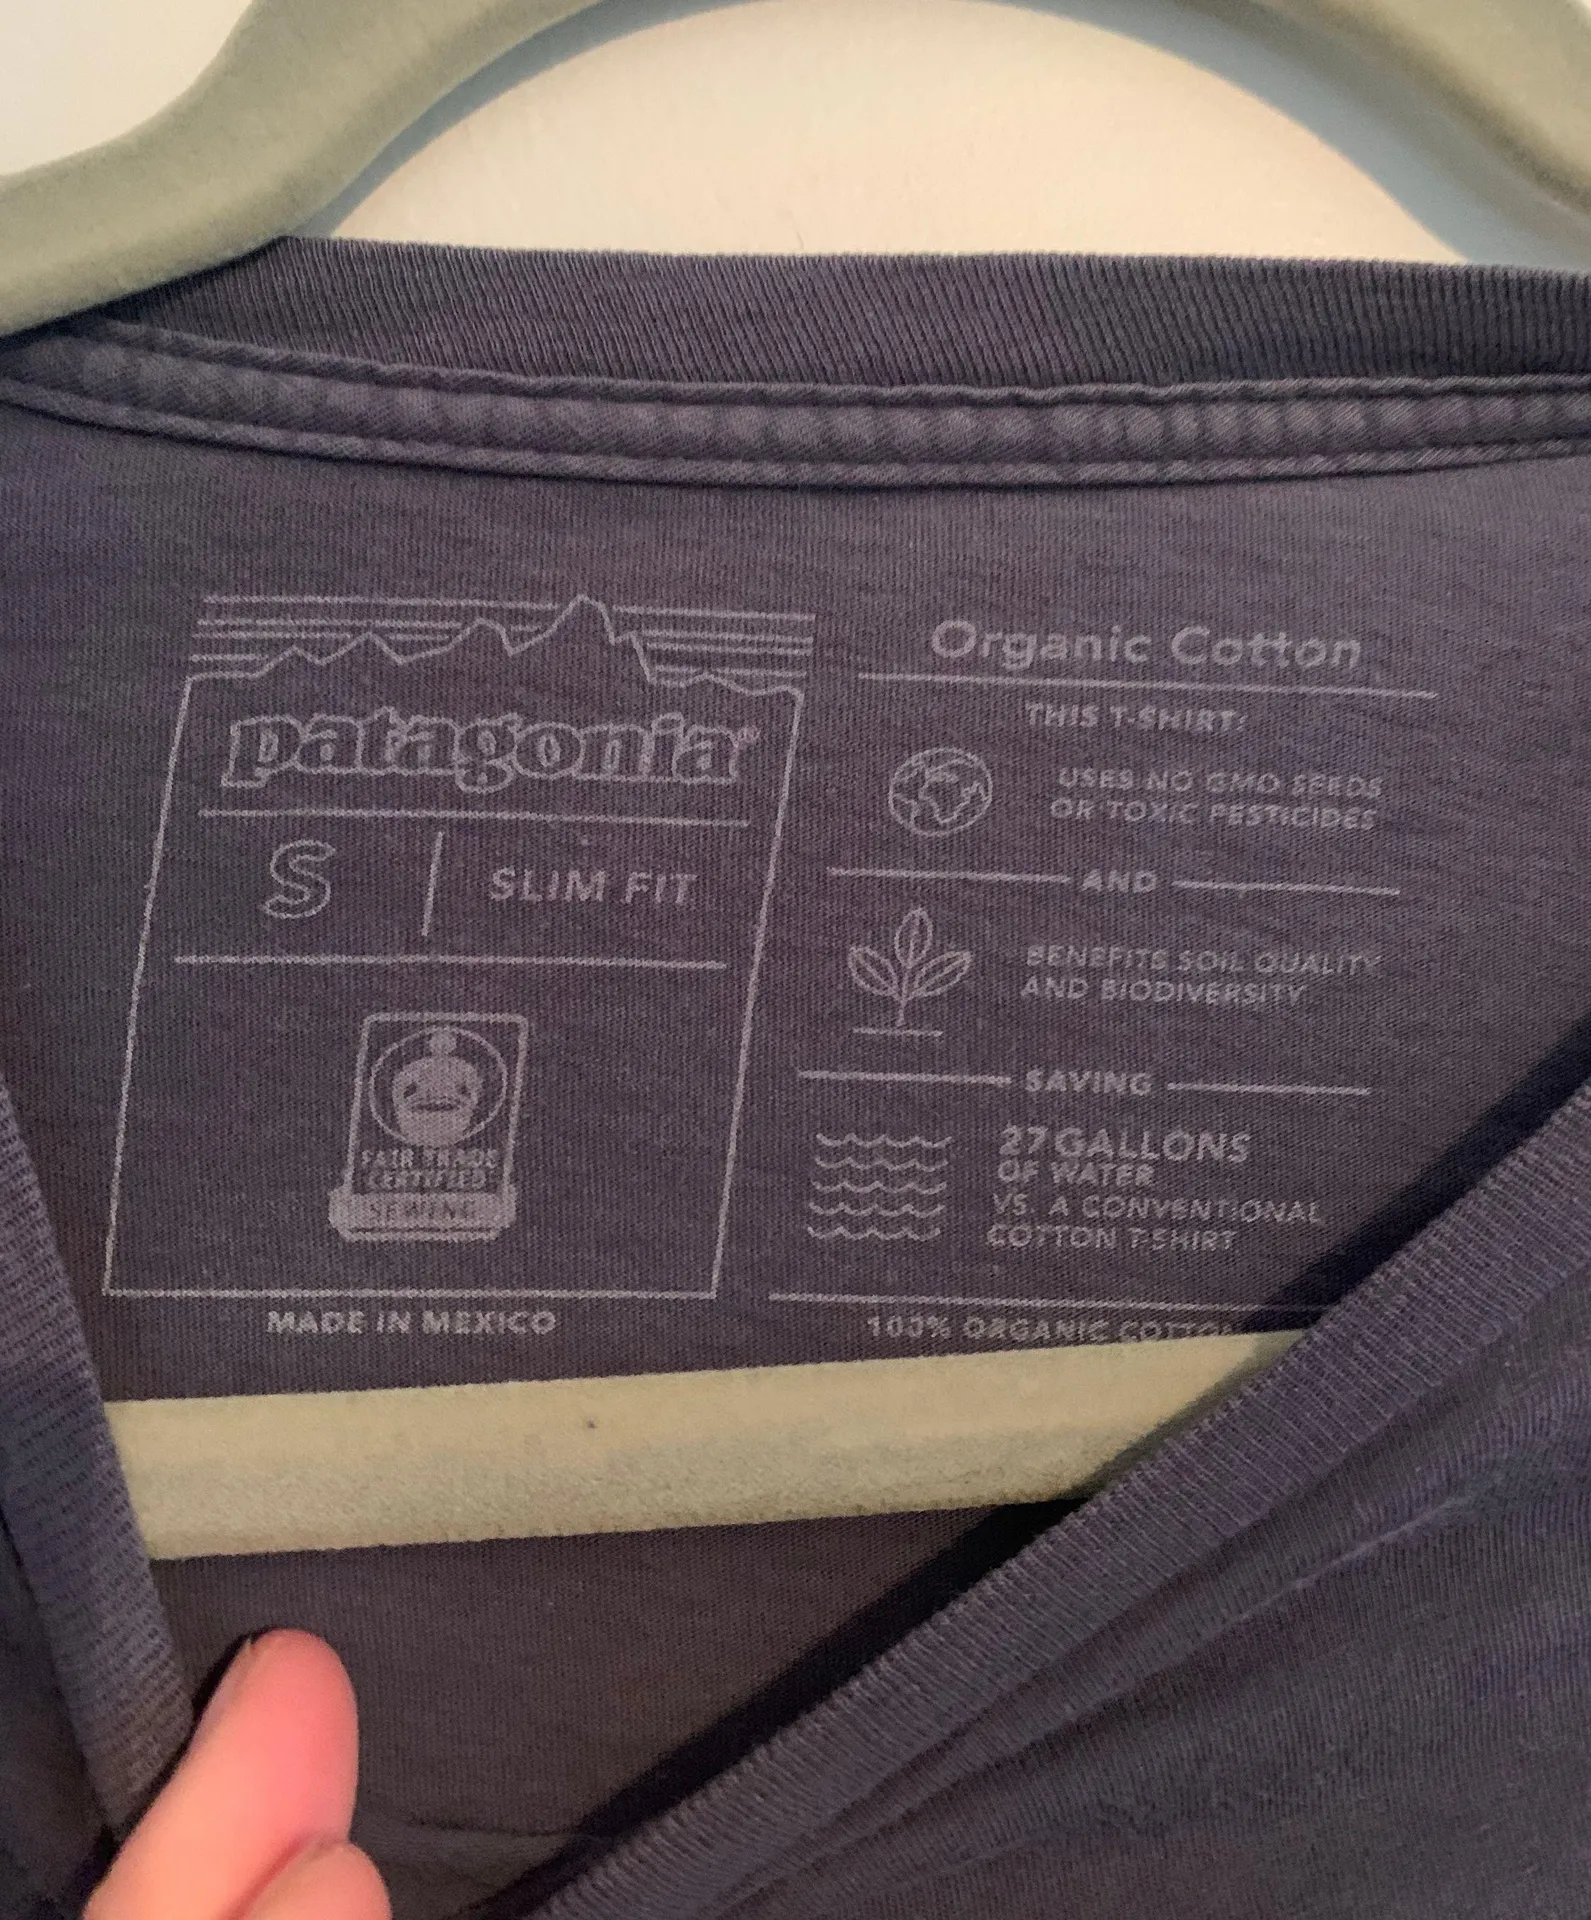 patagonia®
S | SLIM FIT
FAIR TRADE
CERTIFIED
SEWING
MADE IN MEXICO
Organic Cotton
THIS T-SHIRT:
USES NO GMO SEEDS
OR TOXIC PESTICIDES
AND
BENEFITS SOIL QUALITY
AND BIODIVERSITY
SAVING
27 GALLONS
OF WATER
VS. A CONVENTIONAL
COTTON T-SHIRT
100% ORGANIC COTTON